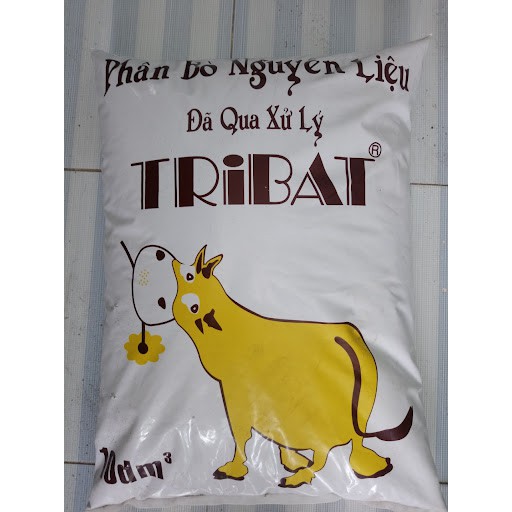 Phân Bò Nguyên Liệu
Đã Qua Xử Lý
TRiBAT®